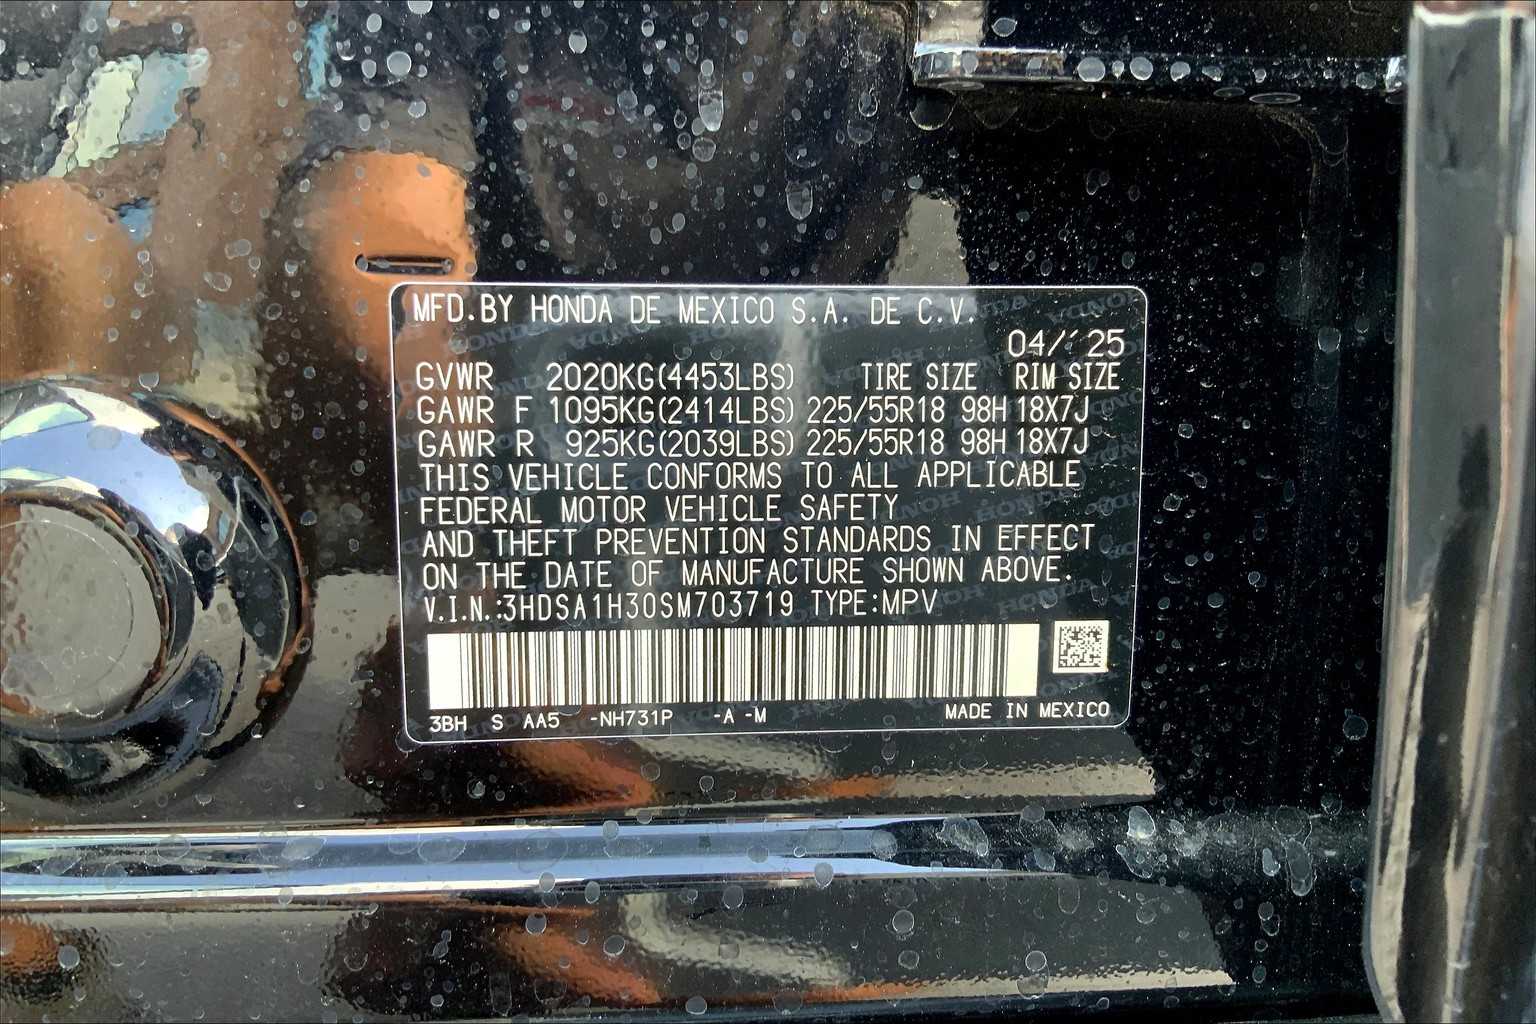 MFD.BY HONDA DE MEXICO S.A. DE C.V.
04/ 25
GVWR 2020KG(4453LBS) TIRE SIZE RIM SIZE
GAWR F 1095KG(2414LBS) 225/55R18 98H 18X7J
GAWR R 925KG(2039LBS) 225/55R18 98H 18X7J
THIS VEHICLE CONFORMS TO ALL APPLICABLE
FEDERAL MOTOR VEHICLE SAFETY
AND THEFT PREVENTION STANDARDS IN EFFECT
ON THE DATE OF MANUFACTURE SHOWN ABOVE.
V.I.N.:3HDSA1H30SM703719 TYPE:MPV
3BH S AA5 -NH731P -A -M MADE IN MEXICO